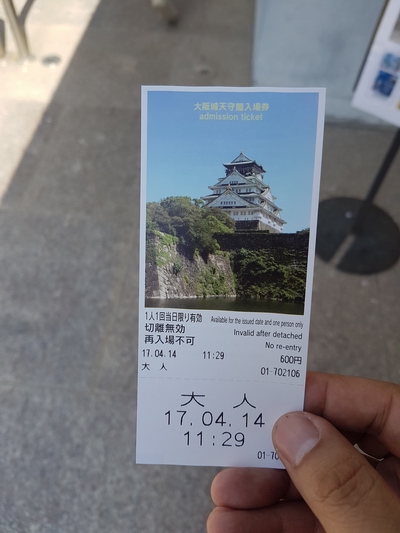 大阪城天守閣入場券
admission ticket
1人1回当日限り有効 Available for the issued date and one person only
切離無効 Invalid after detached
再入場不可 No re-entry
17.04.14 11:29 600円
大 人 01-702106
大 人
17.04.14
11:29
01-70